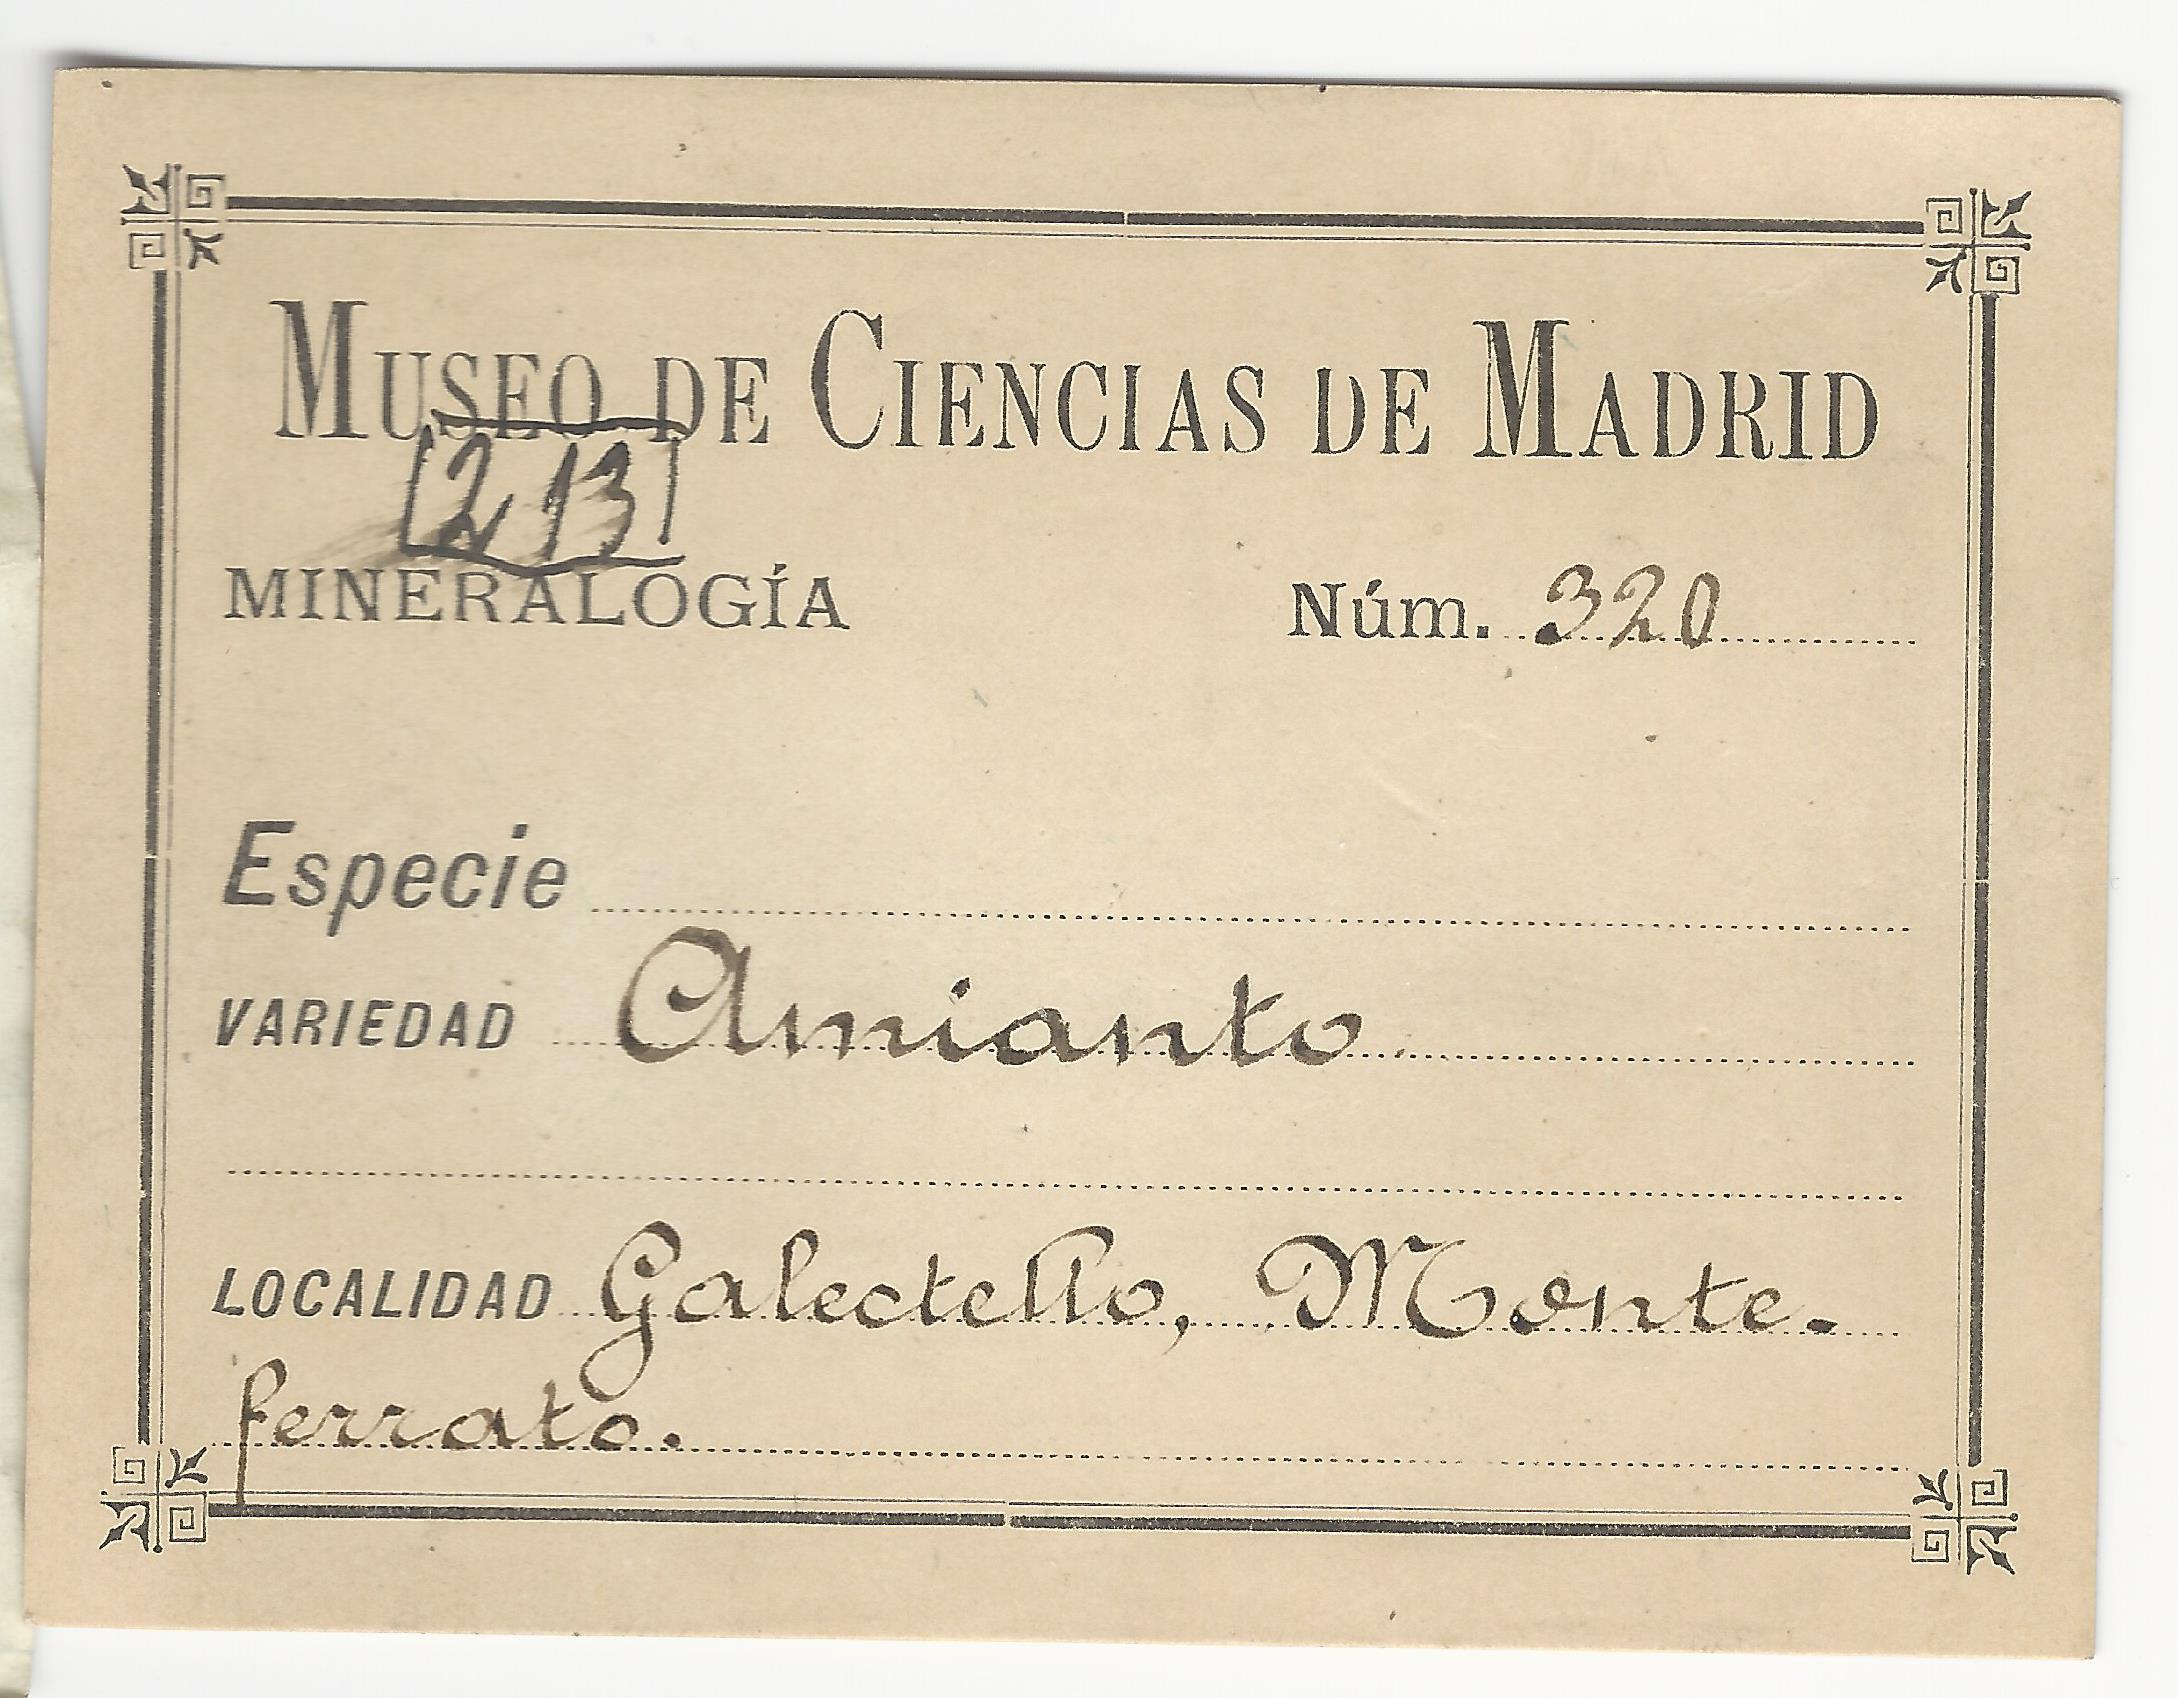 MUSEO DE CIENCIAS DE MADRID
213
MINERALOGÍA Núm. 320
Especie
VARIEDAD Amianto
LOCALIDAD Galectello, Monte-
ferrato.